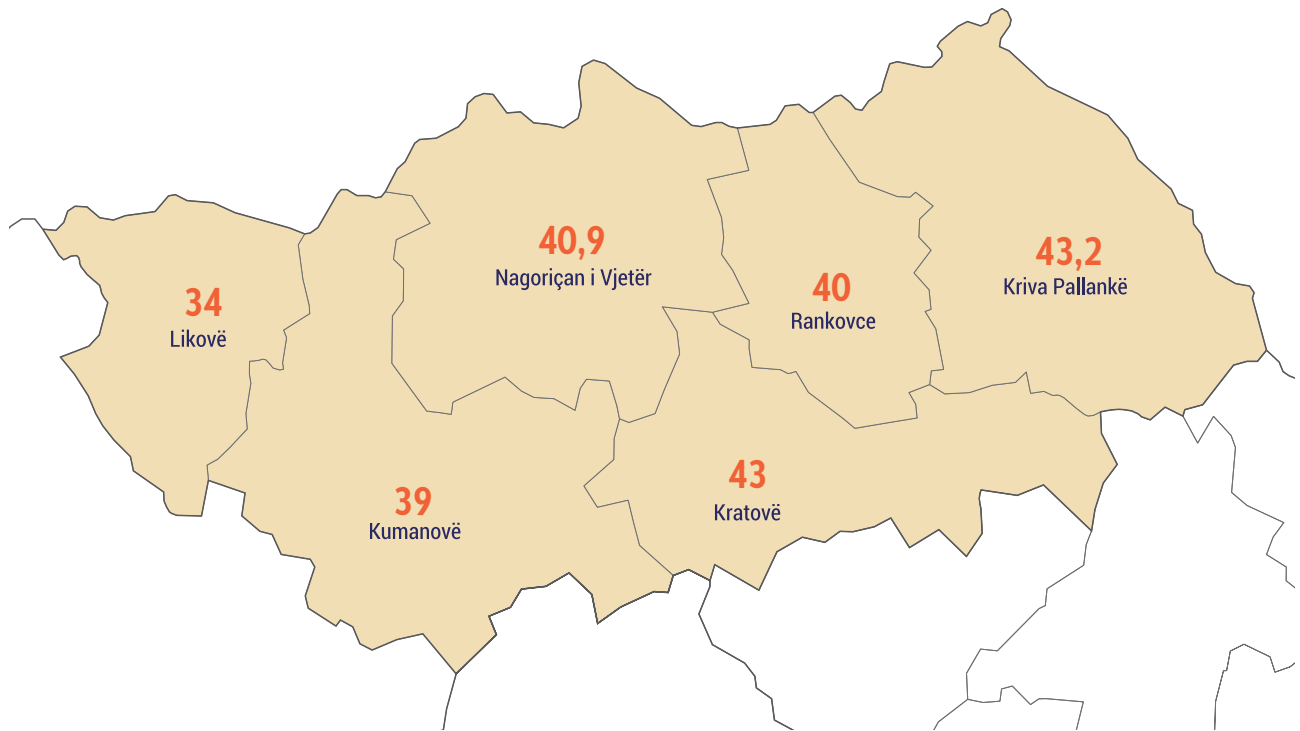 40,9
Nagoriçan i Vjetër
43,2
Kriva Pallankë
34
Likovë
40
Rankovce
43
Kratovë
39
Kumanovë